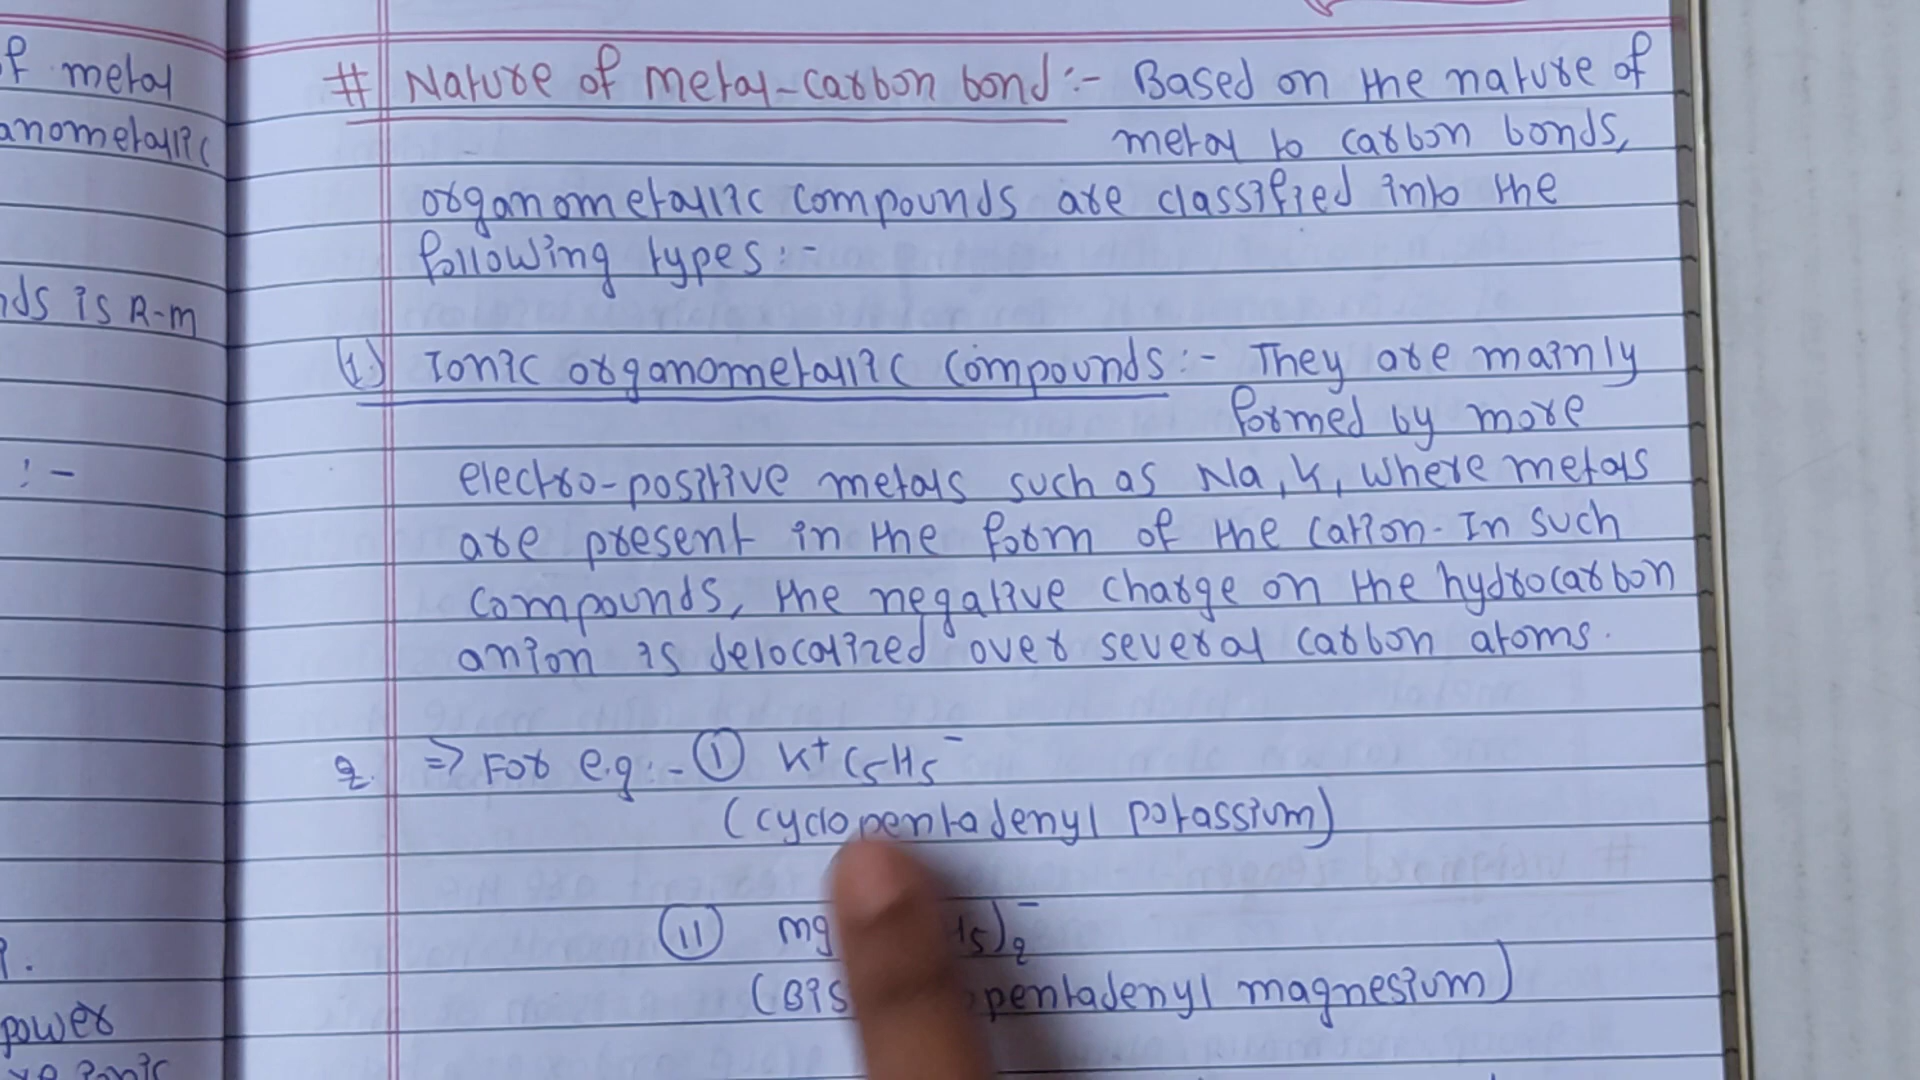 f metal
anometallic
nds is R-m
:-
# Nature of metal-carbon bond :- Based on the nature of
metal to carbon bonds,
organometallic compounds are classified into the
following types :-
(1.) Ionic organometallic compounds :- They are mainly
formed by more
electro-positive metals such as Na, K, where metals
are present in the form of the cation. In such
compounds, the negative charge on the hydrocarbon
anion is delocalized over several carbon atoms.
2. => For e.g. :- (i) K⁺C₅H₅⁻
(cyclopentadenyl potassium)
(ii) mg H₅)₂⁻
(Bis pentadenyl magnesium)
power